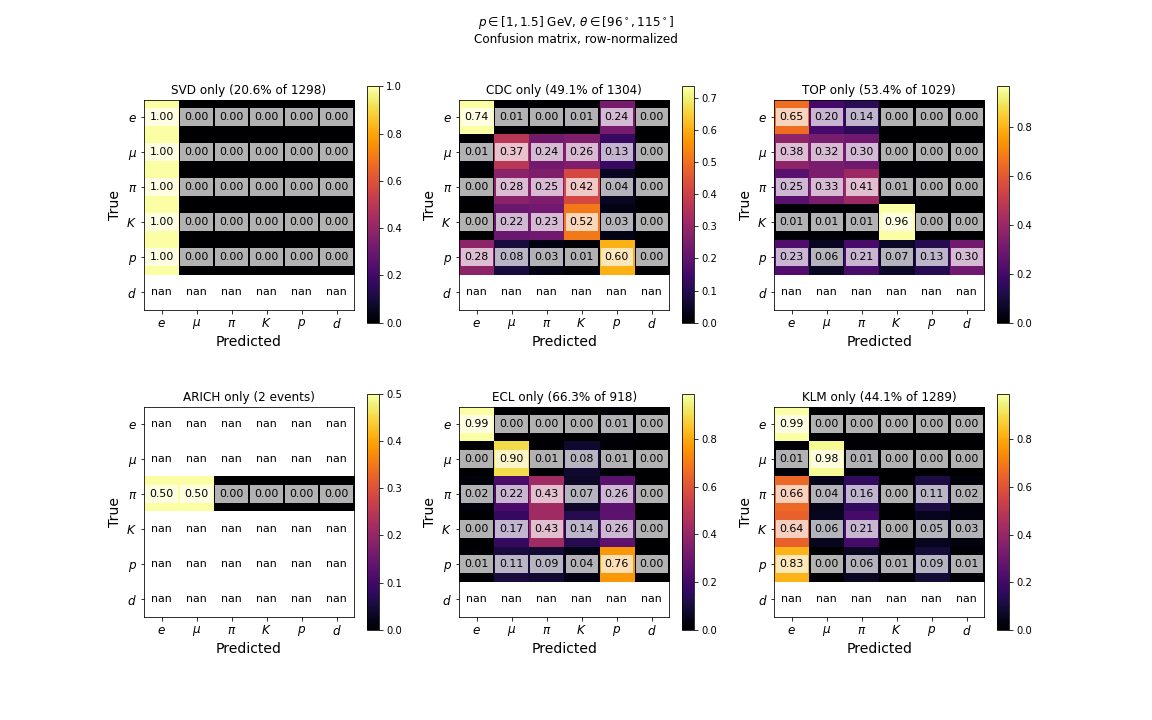 p ∈ [1, 1.5] GeV, θ ∈ [96°, 115°]
Confusion matrix, row-normalized
SVD only (20.6% of 1298)
True
e 1.00 0.00 0.00 0.00 0.00 0.00
μ 1.00 0.00 0.00 0.00 0.00 0.00
π 1.00 0.00 0.00 0.00 0.00 0.00
K 1.00 0.00 0.00 0.00 0.00 0.00
p 1.00 0.00 0.00 0.00 0.00 0.00
d nan nan nan nan nan nan
e μ π K p d
Predicted
1.0
0.8
0.6
0.4
0.2
0.0
CDC only (49.1% of 1304)
True
e 0.74 0.01 0.00 0.01 0.24 0.00
μ 0.01 0.37 0.24 0.26 0.13 0.00
π 0.00 0.28 0.25 0.42 0.04 0.00
K 0.00 0.22 0.23 0.52 0.03 0.00
p 0.28 0.08 0.03 0.01 0.60 0.00
d nan nan nan nan nan nan
e μ π K p d
Predicted
0.7
0.6
0.5
0.4
0.3
0.2
0.1
0.0
TOP only (53.4% of 1029)
True
e 0.65 0.20 0.14 0.00 0.00 0.00
μ 0.38 0.32 0.30 0.00 0.00 0.00
π 0.25 0.33 0.41 0.01 0.00 0.00
K 0.01 0.01 0.01 0.96 0.00 0.00
p 0.23 0.06 0.21 0.07 0.13 0.30
d nan nan nan nan nan nan
e μ π K p d
Predicted
0.8
0.6
0.4
0.2
0.0
ARICH only (2 events)
True
e nan nan nan nan nan nan
μ nan nan nan nan nan nan
π 0.50 0.50 0.00 0.00 0.00 0.00
K nan nan nan nan nan nan
p nan nan nan nan nan nan
d nan nan nan nan nan nan
e μ π K p d
Predicted
0.5
0.4
0.3
0.2
0.1
0.0
ECL only (66.3% of 918)
True
e 0.99 0.00 0.00 0.00 0.01 0.00
μ 0.00 0.90 0.01 0.08 0.00 0.00
π 0.02 0.22 0.43 0.07 0.26 0.00
K 0.00 0.17 0.43 0.14 0.26 0.00
p 0.01 0.11 0.09 0.04 0.76 0.00
d nan nan nan nan nan nan
e μ π K p d
Predicted
0.8
0.6
0.4
0.2
0.0
KLM only (44.1% of 1289)
True
e 0.99 0.00 0.00 0.00 0.00 0.00
μ 0.01 0.98 0.01 0.00 0.00 0.00
π 0.66 0.04 0.16 0.00 0.11 0.02
K 0.64 0.06 0.21 0.00 0.05 0.03
p 0.83 0.00 0.06 0.01 0.09 0.01
d nan nan nan nan nan nan
e μ π K p d
Predicted
0.8
0.6
0.4
0.2
0.0